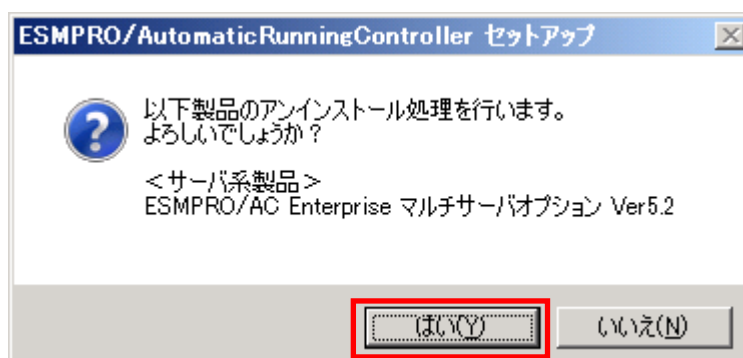 ESMPRO/AutomaticRunningController セットアップ
以下製品のアンインストール処理を行います。
よろしいでしょうか？
＜サーバ系製品＞
ESMPRO/AC Enterprise マルチサーバオプション Ver5.2
はい(Y)
いいえ(N)